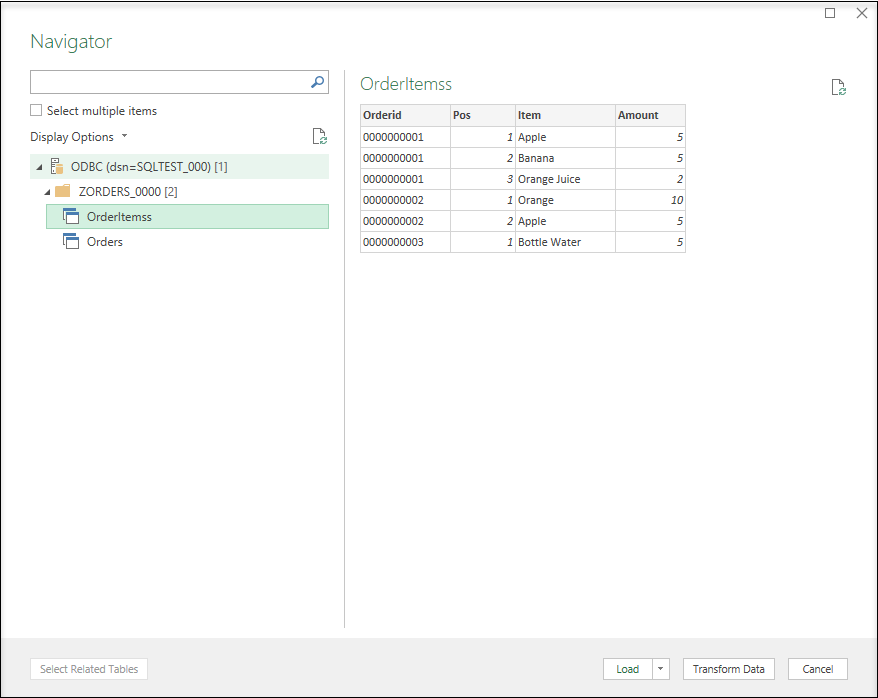 Navigator
Select multiple items
Display Options
ODBC (dsn=SQLTEST_000) [1]
ZORDERS_0000 [2]
OrderItemss
Orders
OrderItemss
Orderid Pos Item Amount
0000000001 1 Apple 5
0000000001 2 Banana 5
0000000001 3 Orange Juice 2
0000000002 1 Orange 10
0000000002 2 Apple 5
0000000003 1 Bottle Water 5
Select Related Tables
Load
Transform Data
Cancel